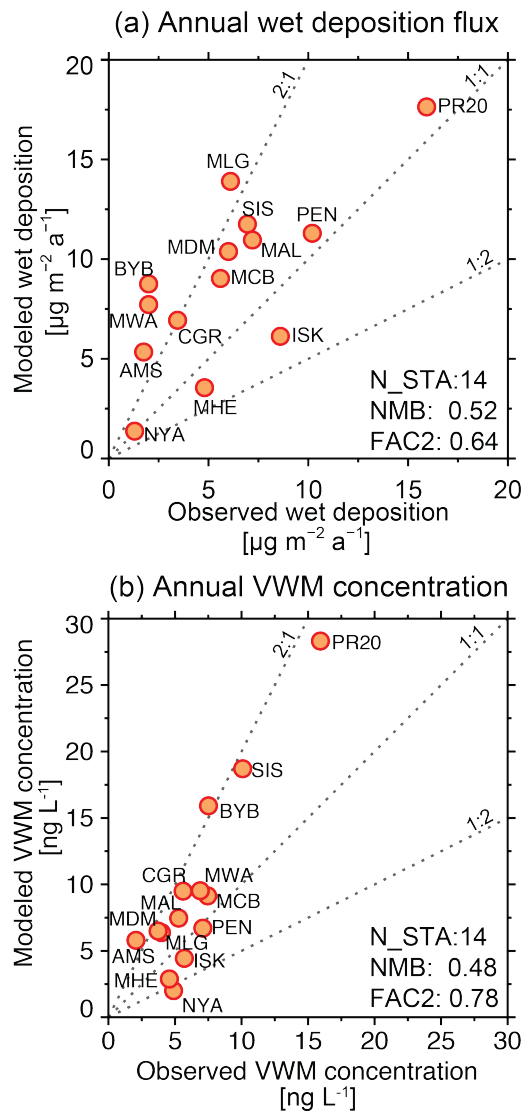 (a) Annual wet deposition flux
20
15
10
5
0
Modeled wet deposition
[µg m⁻² a⁻¹]
2:1
1:1
PR20
MLG
SIS
PEN
MDM
MAL
BYB
MCB
1:2
MWA
CGR
ISK
AMS
MHE
NYA
N_STA:14
NMB: 0.52
FAC2: 0.64
0 5 10 15 20
Observed wet deposition
[µg m⁻² a⁻¹]
(b) Annual VWM concentration
30
25
20
15
10
5
0
Modeled VWM concentration
[ng L⁻¹]
2:1
1:1
PR20
SIS
BYB
1:2
CGR
MWA
MCB
MAL
MDM
PEN
MLG
AMS
ISK
MHE
NYA
N_STA:14
NMB: 0.48
FAC2: 0.78
0 5 10 15 20 25 30
Observed VWM concentration
[ng L⁻¹]